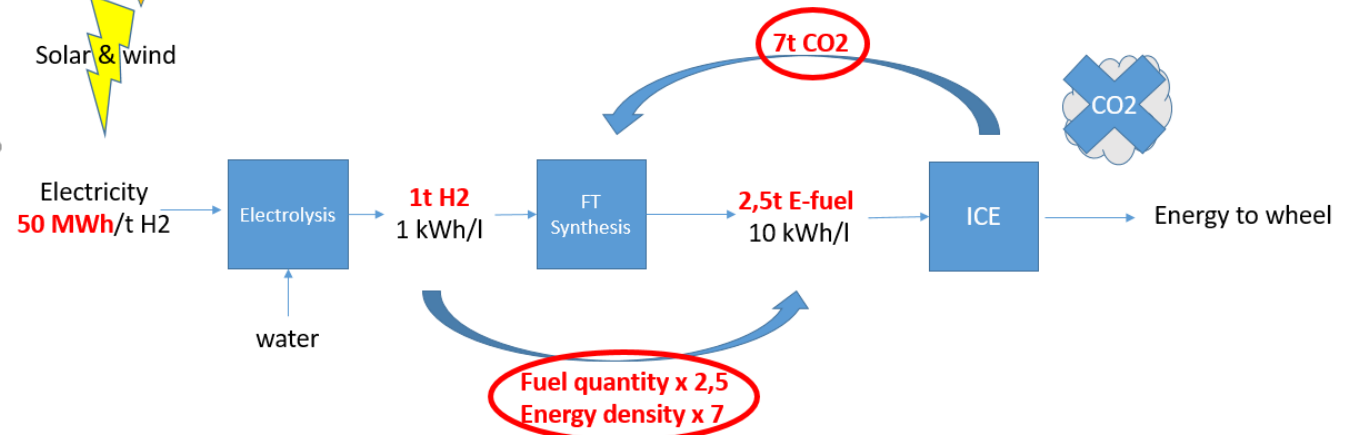 Solar & wind
7t CO2
CO2
Electricity
50 MWh/t H2
Electrolysis
1t H2
1 kWh/l
FT
Synthesis
2,5t E-fuel
10 kWh/l
ICE
Energy to wheel
water
Fuel quantity x 2,5
Energy density x 7